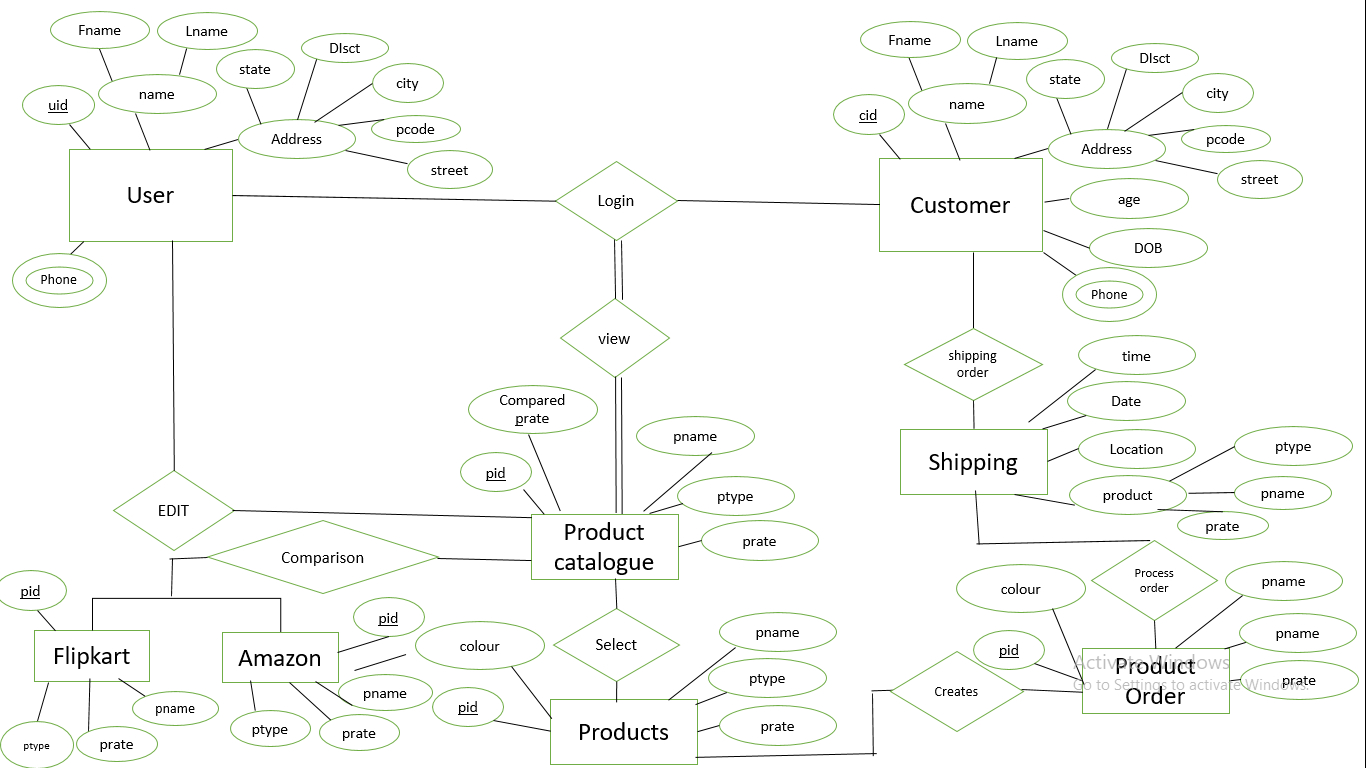 Fname
Lname
DIsct
state
city
uid
name
pcode
Address
street
User
Phone
Login
Fname
Lname
DIsct
state
city
cid
name
pcode
Address
street
Customer
age
DOB
Phone
view
shipping
order
time
Date
Location
Shipping
product
ptype
pname
prate
Compared
prate
pname
pid
ptype
prate
EDIT
Product
catalogue
Comparison
Process
order
pid
Flipkart
pname
ptype
prate
pid
Amazon
pname
ptype
prate
Select
colour
pname
ptype
pid
Products
prate
Creates
colour
pname
pid
pname
Product
Order
prate
Activate Windows
Go to Settings to activate Windows.